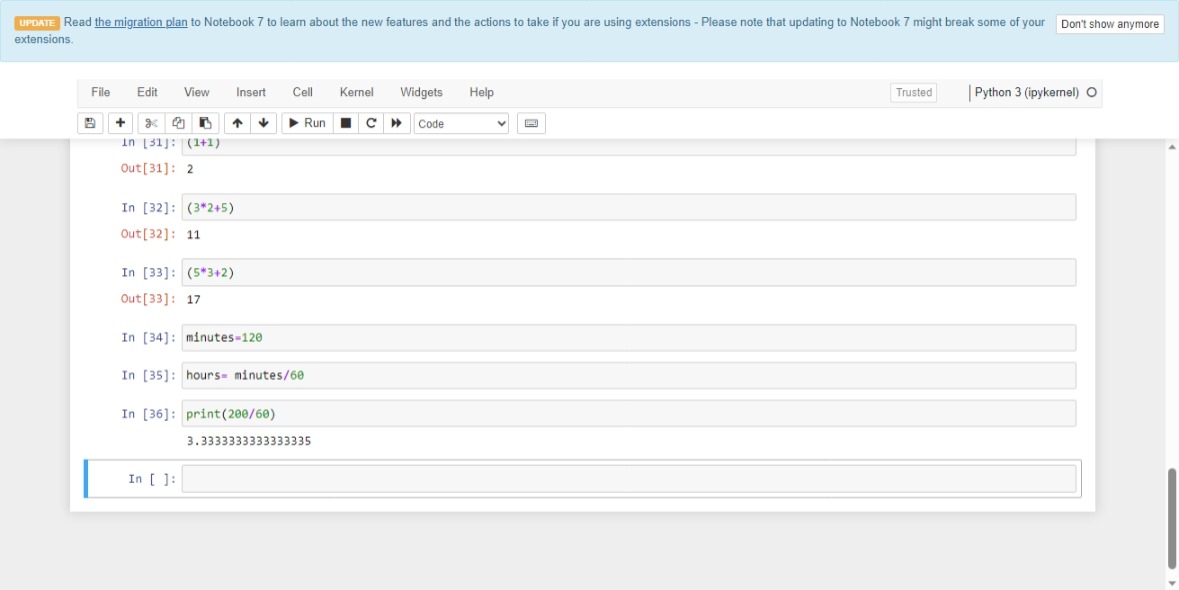 UPDATE Read the migration plan to Notebook 7 to learn about the new features and the actions to take if you are using extensions - Please note that updating to Notebook 7 might break some of your
extensions.
Don't show anymore
File Edit View Insert Cell Kernel Widgets Help Trusted Python 3 (ipykernel)
Run Code
In [31]: (1+1)
Out[31]: 2
In [32]: (3*2+5)
Out[32]: 11
In [33]: (5*3+2)
Out[33]: 17
In [34]: minutes=120
In [35]: hours= minutes/60
In [36]: print(200/60)
3.3333333333333335
In [ ]: